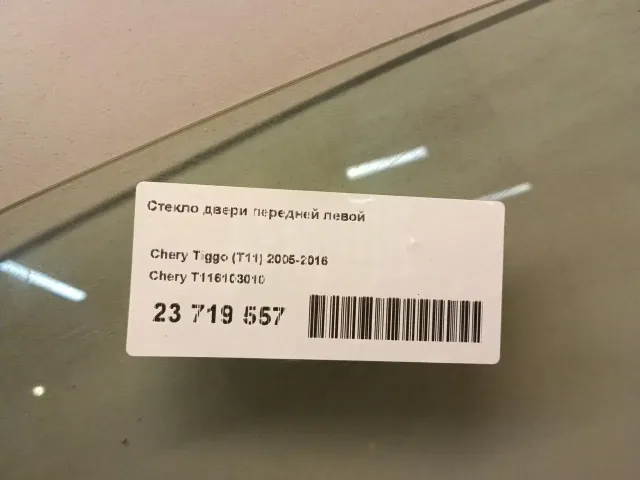 Стекло двери передней левой
Chery Tiggo (T11) 2005-2016
Chery T116103010
23 719 557